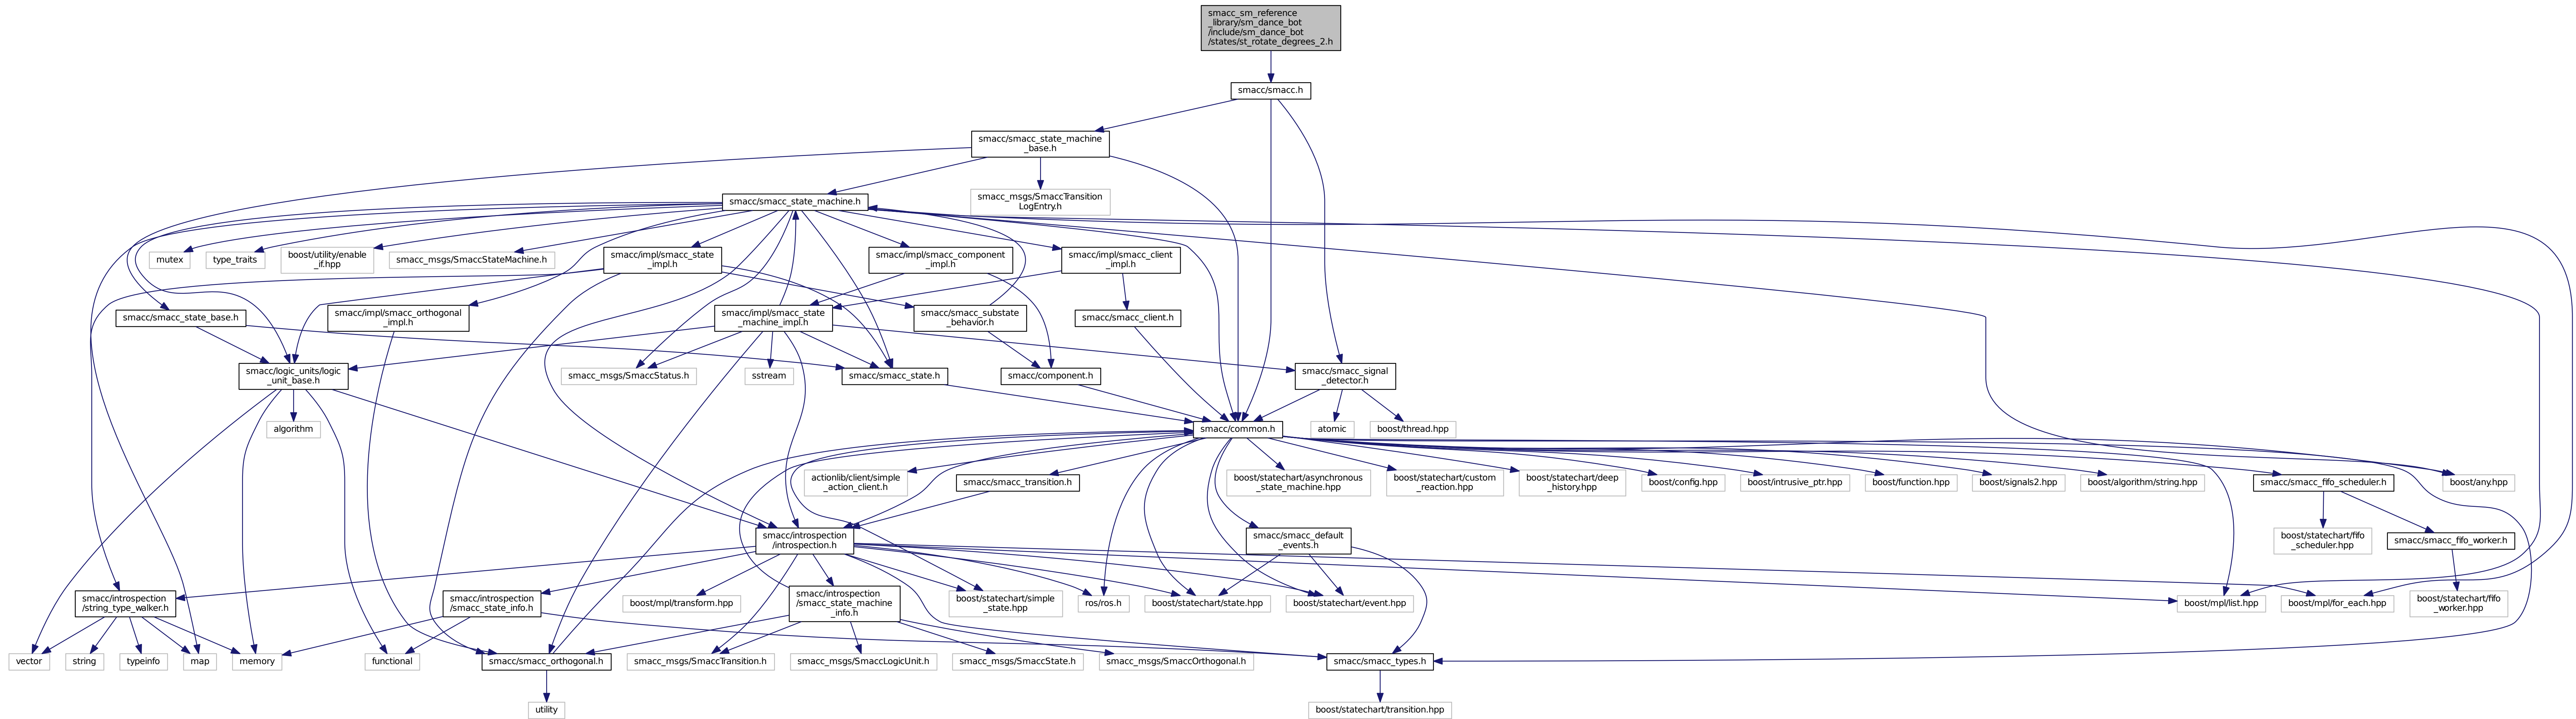 smacc_sm_reference
_library/sm_dance_bot
/include/sm_dance_bot
/states/st_rotate_degrees_2.h
smacc/smacc.h
smacc/smacc_state_machine
_base.h
smacc/smacc_state_machine.h
smacc_msgs/SmaccTransition
LogEntry.h
mutex
type_traits
boost/utility/enable
_if.hpp
smacc_msgs/SmaccStateMachine.h
smacc/impl/smacc_state
_impl.h
smacc/impl/smacc_component
_impl.h
smacc/impl/smacc_client
_impl.h
smacc/smacc_state_base.h
smacc/impl/smacc_orthogonal
_impl.h
smacc/impl/smacc_state
_machine_impl.h
smacc/smacc_substate
_behavior.h
smacc/smacc_client.h
smacc/logic_units/logic
_unit_base.h
smacc_msgs/SmaccStatus.h
sstream
smacc/smacc_state.h
smacc/component.h
smacc/smacc_signal
_detector.h
algorithm
smacc/common.h
atomic
boost/thread.hpp
actionlib/client/simple
_action_client.h
smacc/smacc_transition.h
boost/statechart/asynchronous
_state_machine.hpp
boost/statechart/custom
_reaction.hpp
boost/statechart/deep
_history.hpp
boost/config.hpp
boost/intrusive_ptr.hpp
boost/function.hpp
boost/signals2.hpp
boost/algorithm/string.hpp
smacc/smacc_fifo_scheduler.h
boost/any.hpp
smacc/introspection
/introspection.h
smacc/smacc_default
_events.h
boost/statechart/fifo
_scheduler.hpp
smacc/smacc_fifo_worker.h
smacc/introspection
/string_type_walker.h
smacc/introspection
/smacc_state_info.h
boost/mpl/transform.hpp
smacc/introspection
/smacc_state_machine
_info.h
boost/statechart/simple
_state.hpp
ros/ros.h
boost/statechart/state.hpp
boost/statechart/event.hpp
boost/mpl/list.hpp
boost/mpl/for_each.hpp
boost/statechart/fifo
_worker.hpp
vector
string
typeinfo
map
memory
functional
smacc/smacc_orthogonal.h
smacc_msgs/SmaccTransition.h
smacc_msgs/SmaccLogicUnit.h
smacc_msgs/SmaccState.h
smacc_msgs/SmaccOrthogonal.h
smacc/smacc_types.h
utility
boost/statechart/transition.hpp